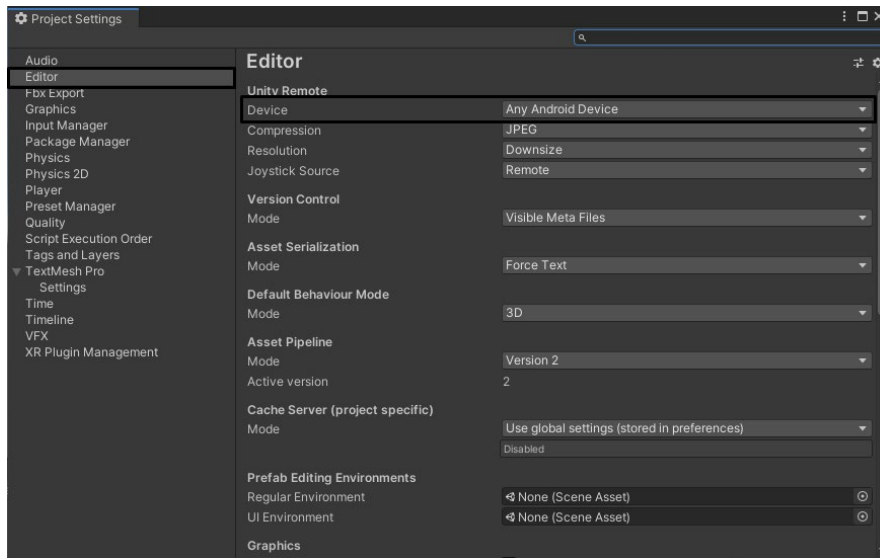 Project Settings
Audio
Editor
Fbx Export
Graphics
Input Manager
Package Manager
Physics
Physics 2D
Player
Preset Manager
Quality
Script Execution Order
Tags and Layers
TextMesh Pro
Settings
Time
Timeline
VFX
XR Plugin Management
Editor
Unity Remote
Device Any Android Device
Compression JPEG
Resolution Downsize
Joystick Source Remote
Version Control
Mode Visible Meta Files
Asset Serialization
Mode Force Text
Default Behaviour Mode
Mode 3D
Asset Pipeline
Mode Version 2
Active version 2
Cache Server (project specific)
Mode Use global settings (stored in preferences)
Disabled
Prefab Editing Environments
Regular Environment None (Scene Asset)
UI Environment None (Scene Asset)
Graphics